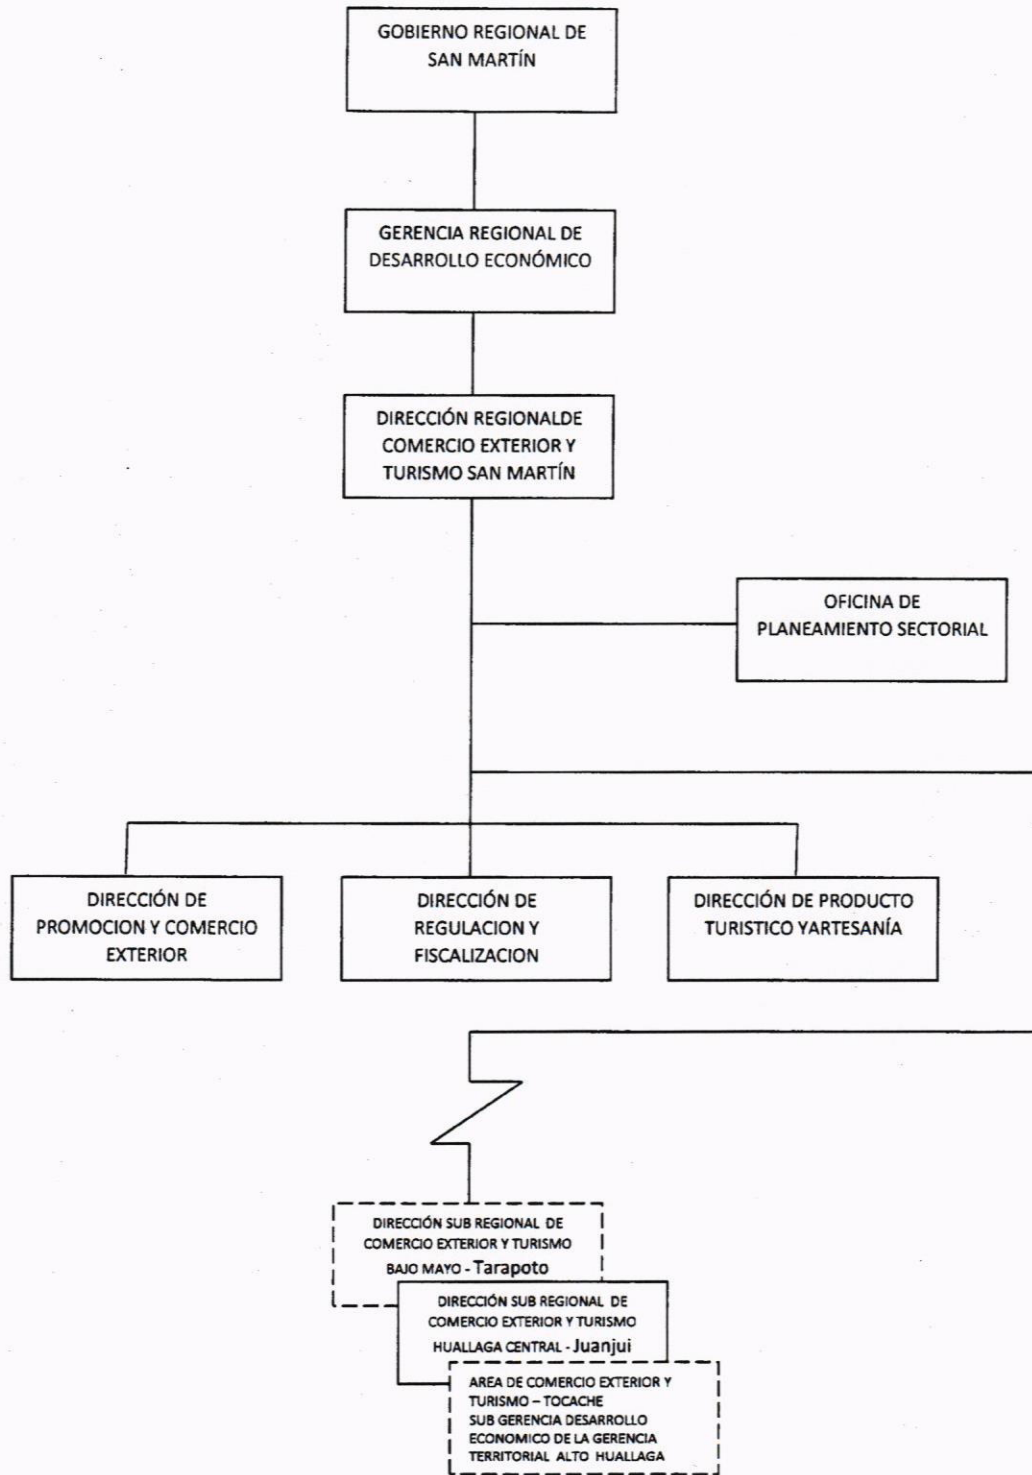 GOBIERNO REGIONAL DE
SAN MARTÍN
GERENCIA REGIONAL DE
DESARROLLO ECONÓMICO
DIRECCIÓN REGIONALDE
COMERCIO EXTERIOR Y
TURISMO SAN MARTÍN
OFICINA DE
PLANEAMIENTO SECTORIAL
DIRECCIÓN DE
PROMOCION Y COMERCIO
EXTERIOR
DIRECCIÓN DE
REGULACION Y
FISCALIZACION
DIRECCIÓN DE PRODUCTO
TURISTICO YARTESANÍA
DIRECCIÓN SUB REGIONAL DE
COMERCIO EXTERIOR Y TURISMO
BAJO MAYO - Tarapoto
DIRECCIÓN SUB REGIONAL DE
COMERCIO EXTERIOR Y TURISMO
HUALLAGA CENTRAL - Juanjui
AREA DE COMERCIO EXTERIOR Y
TURISMO – TOCACHE
SUB GERENCIA DESARROLLO
ECONOMICO DE LA GERENCIA
TERRITORIAL ALTO HUALLAGA